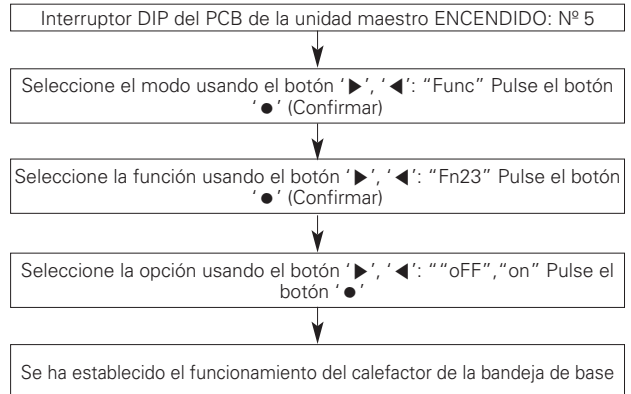 Interruptor DIP del PCB de la unidad maestro ENCENDIDO: Nº 5
Seleccione el modo usando el botón ‘▶’, ‘◀’: “Func” Pulse el botón
‘●’ (Confirmar)
Seleccione la función usando el botón ‘▶’, ‘◀’: “Fn23” Pulse el botón
‘●’ (Confirmar)
Seleccione la opción usando el botón ‘▶’, ‘◀’: ““oFF”,“on” Pulse el
botón ‘●’
Se ha establecido el funcionamiento del calefactor de la bandeja de base